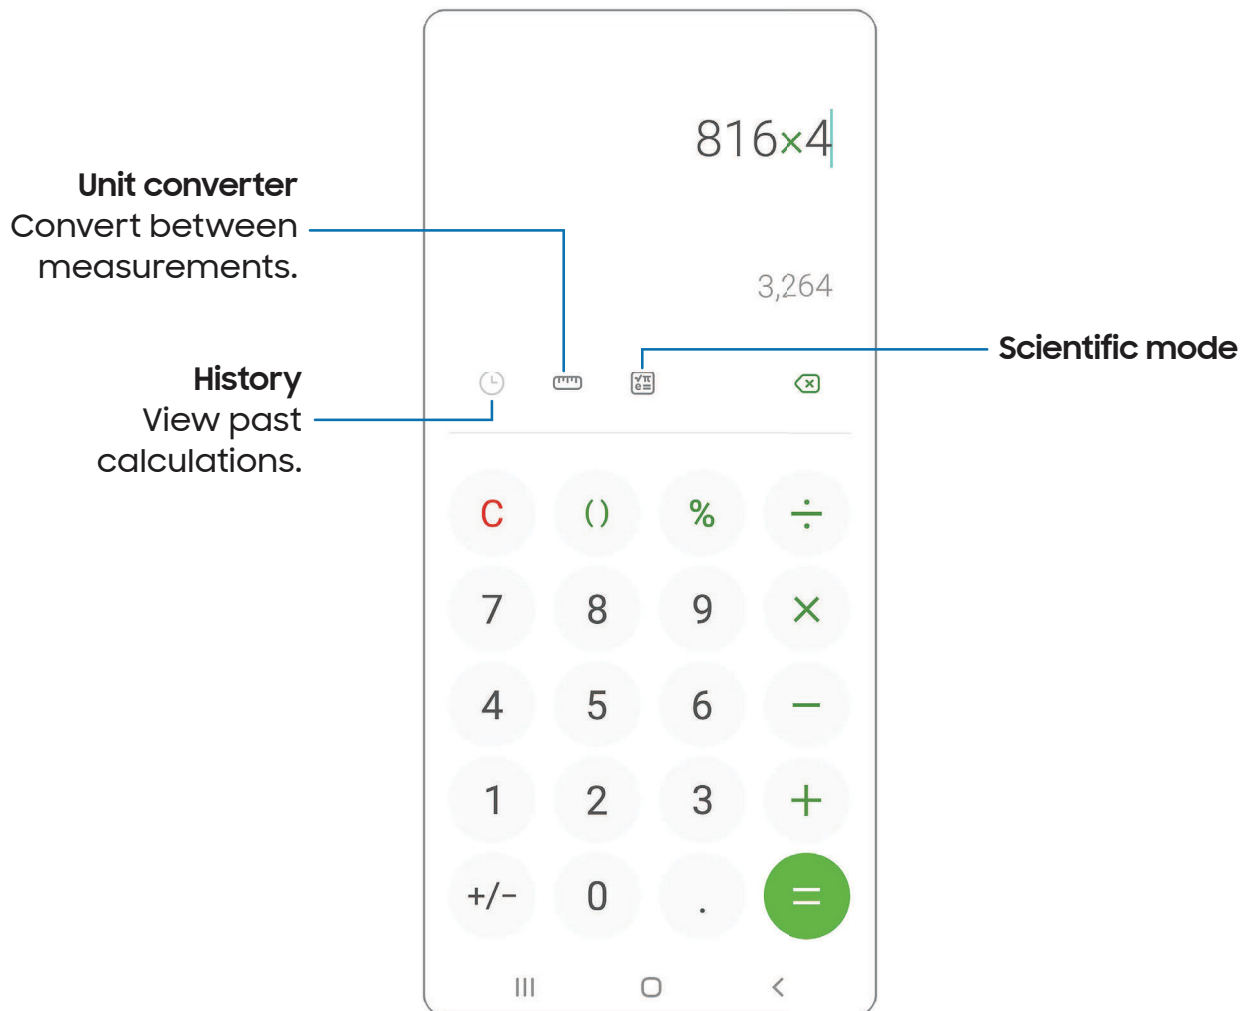 816×4
Unit converter
Convert between
measurements.
3,264
Scientific mode
History
View past
calculations.
√π
e=
C () % ÷
7 8 9 ×
4 5 6 −
1 2 3 +
+/− 0 . =